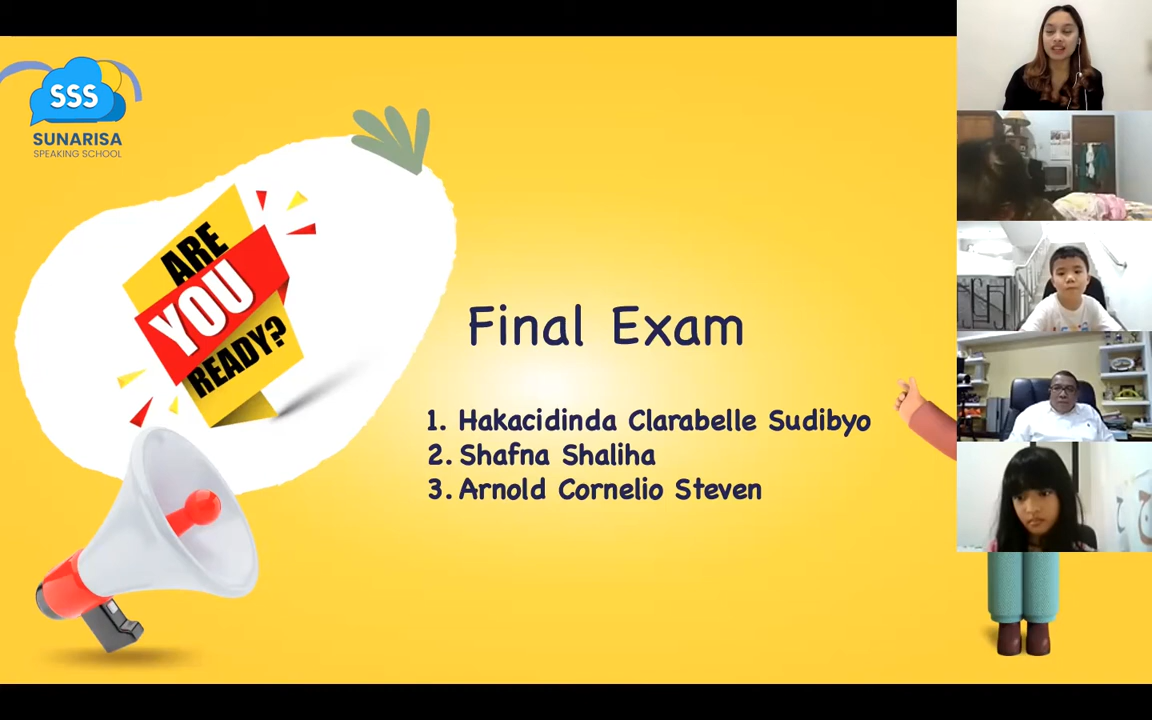 SSS
SUNARISA
SPEAKING SCHOOL
ARE
YOU
READY?
Final Exam
1. Hakacidinda Clarabelle Sudibyo
2. Shafna Shaliha
3. Arnold Cornelio Steven